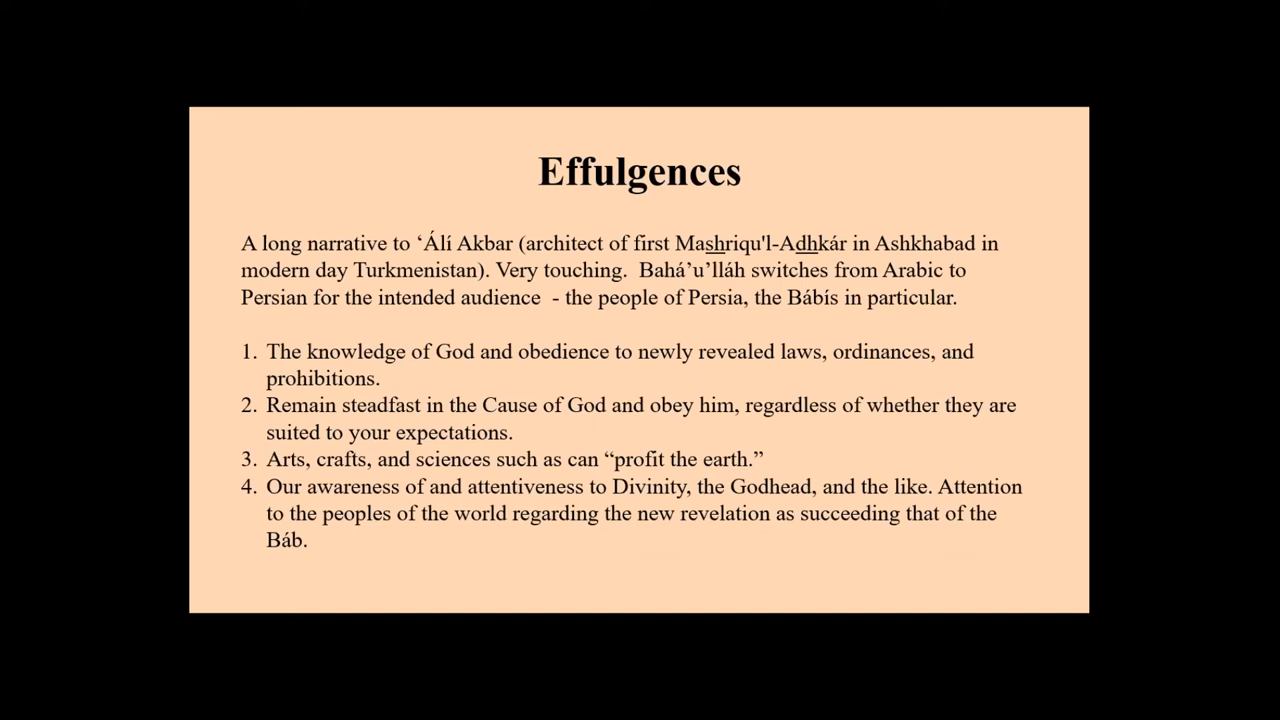 Effulgences
A long narrative to ‘Álí Akbar (architect of first Mashriqu'l-Adhkár in Ashkhabad in
modern day Turkmenistan). Very touching.  Bahá’u’lláh switches from Arabic to
Persian for the intended audience  - the people of Persia, the Bábís in particular.
1. The knowledge of God and obedience to newly revealed laws, ordinances, and
prohibitions.
2. Remain steadfast in the Cause of God and obey him, regardless of whether they are
suited to your expectations.
3. Arts, crafts, and sciences such as can “profit the earth.”
4. Our awareness of and attentiveness to Divinity, the Godhead, and the like. Attention
to the peoples of the world regarding the new revelation as succeeding that of the
Báb.